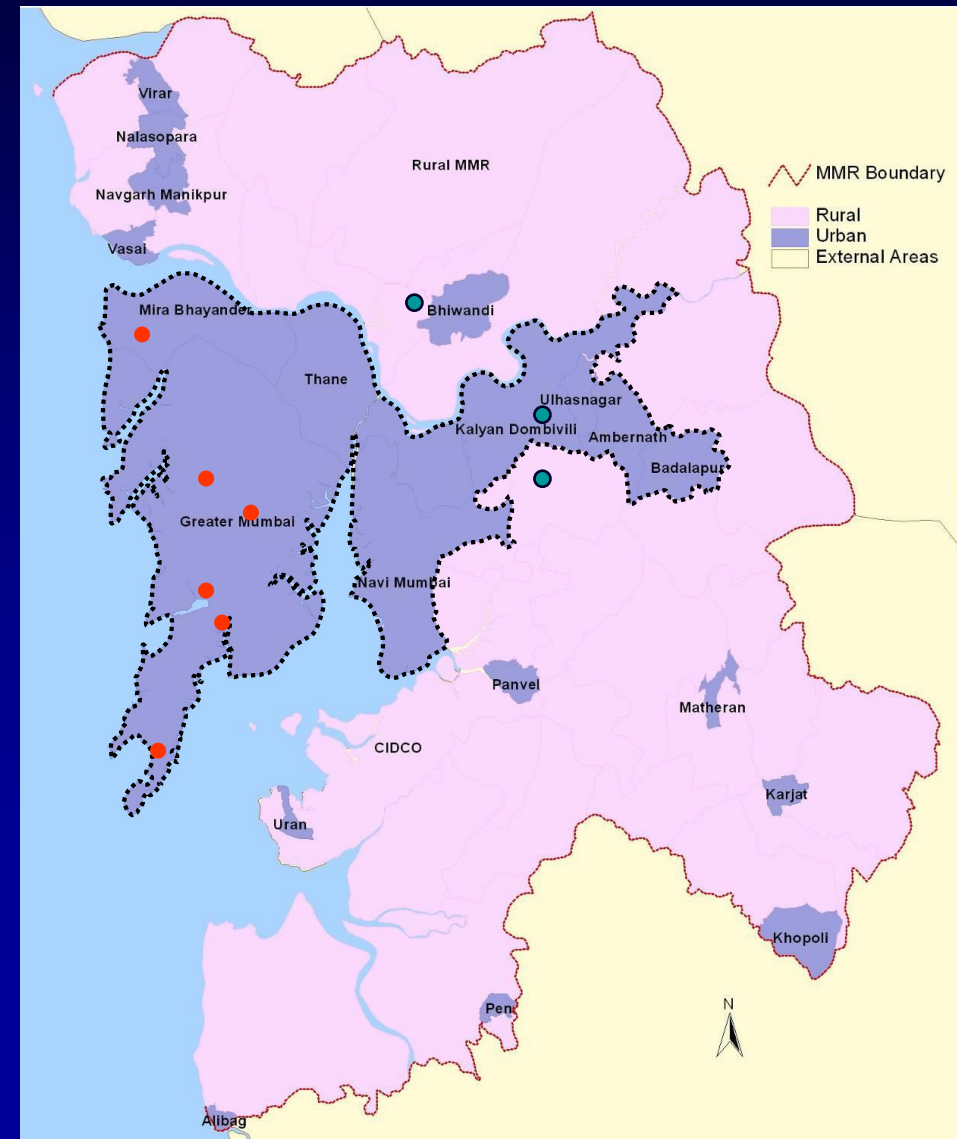 Virar
Nalasopara
Rural MMR
MMR Boundary
Navgarh Manikpur
Rural
Urban
Vasai
External Areas
Mira Bhayander
Bhiwandi
Thane
Ulhasnagar
Kalyan Dombivili
Ambernath
Badalapur
Greater Mumbai
Navi Mumbai
Panvel
Matheran
CIDCO
Karjat
Uran
Khopoli
N
Pen
Alibag